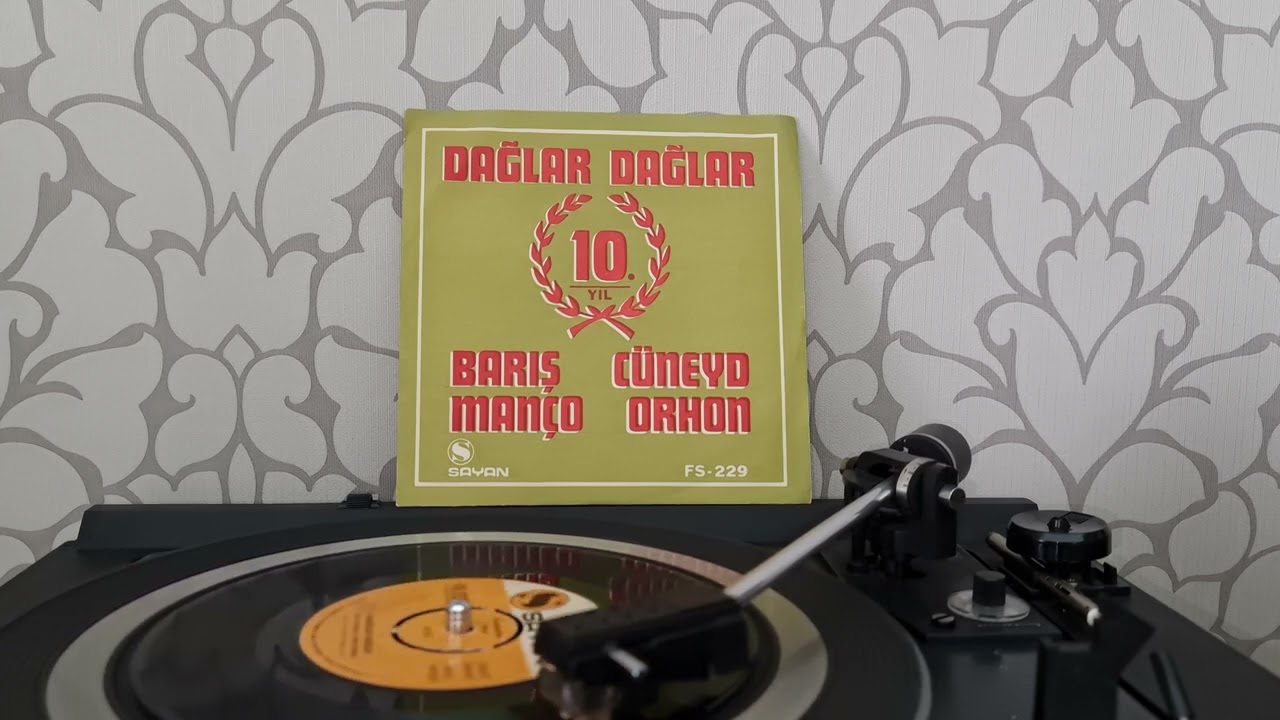 DAĞLAR DAĞLAR
10.
YIL
BARIŞ
MANÇO
CÜNEYD
ORHON
S
SAYAN
FS-229